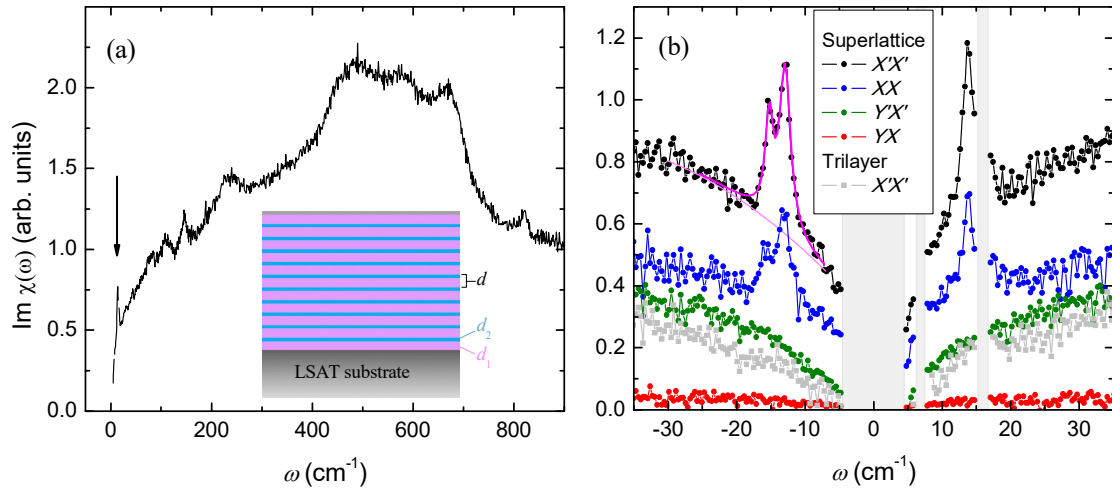 (a)
Im χ(ω) (arb. units)
2.0
1.5
1.0
0.5
0.0
d
d2
d1
LSAT substrate
0 200 400 600 800
ω (cm-1)
(b)
1.2
1.0
0.8
0.6
0.4
0.2
0.0
Superlattice
X'X'
XX
Y'X'
YX
Trilayer
X'X'
-30 -20 -10 0 10 20 30
ω (cm-1)